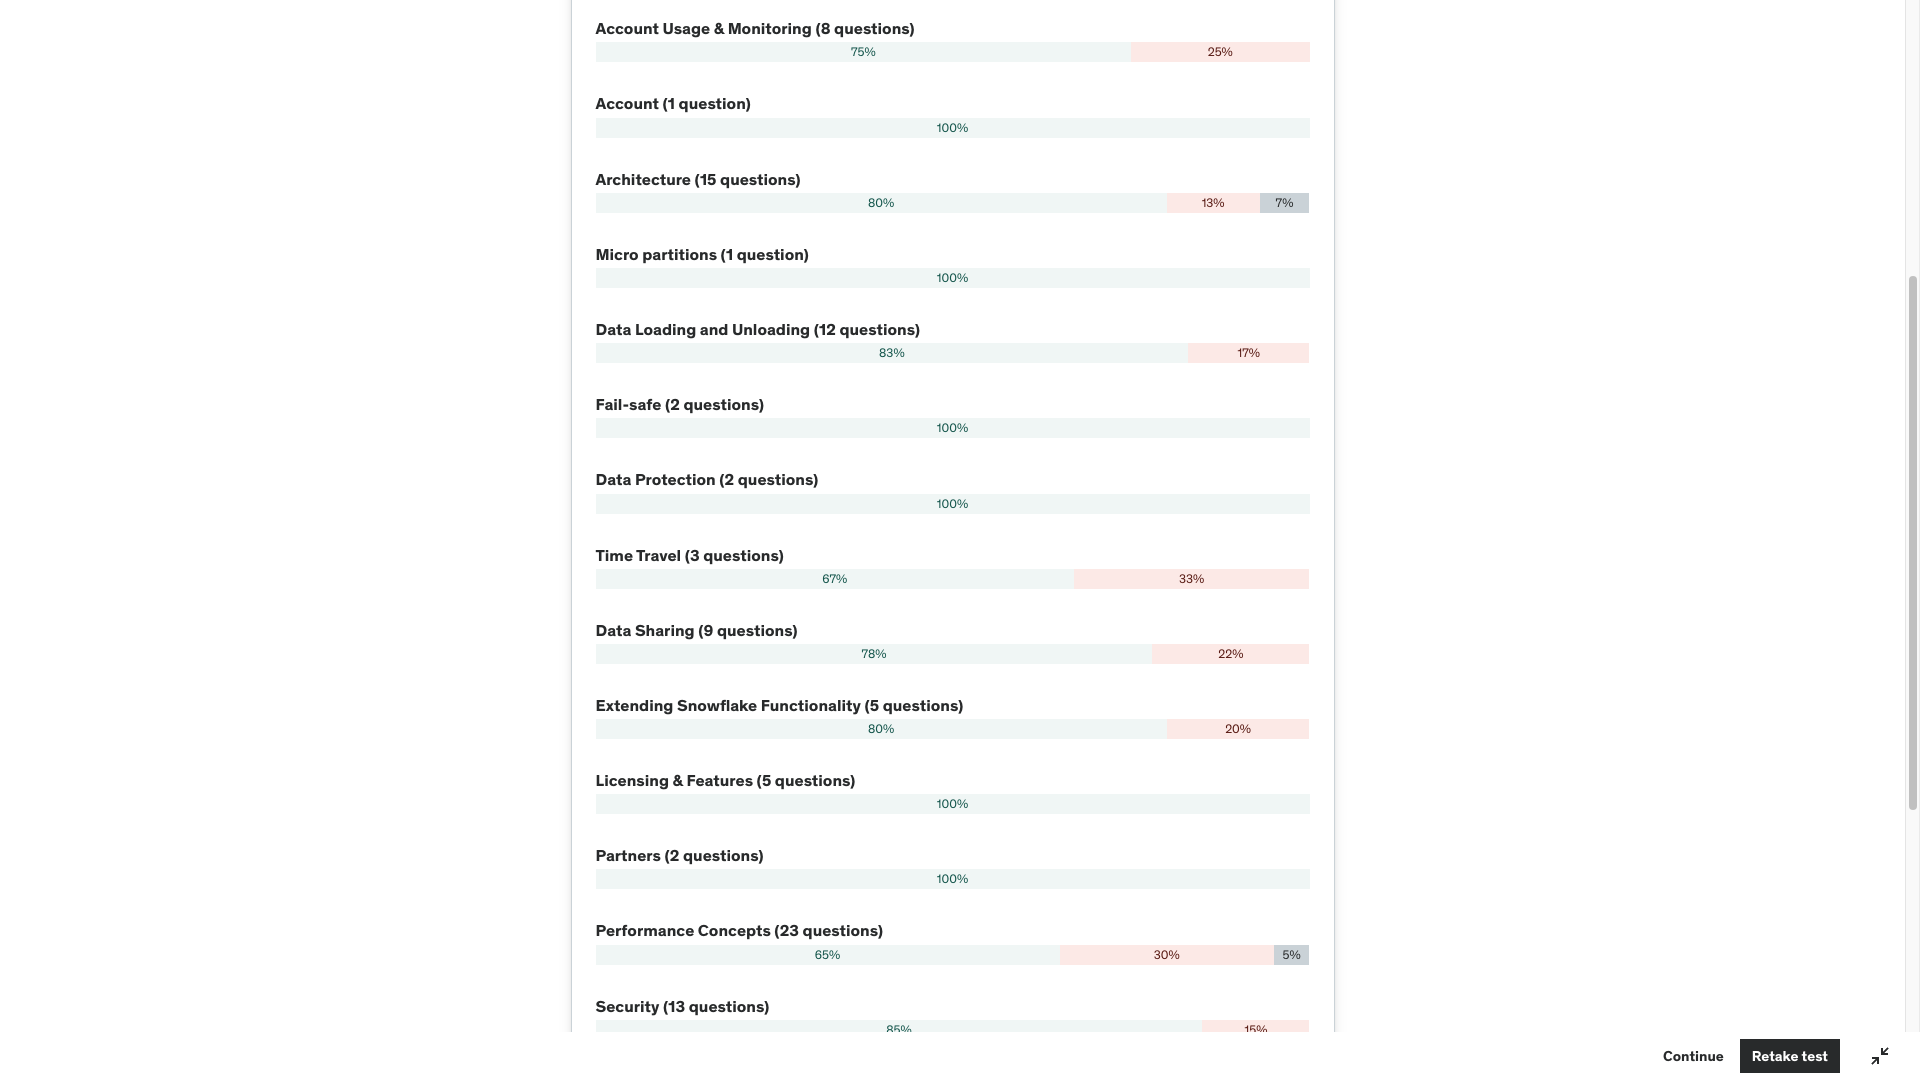 Account Usage & Monitoring (8 questions)
75% 25%
Account (1 question)
100%
Architecture (15 questions)
80% 13% 7%
Micro partitions (1 question)
100%
Data Loading and Unloading (12 questions)
83% 17%
Fail-safe (2 questions)
100%
Data Protection (2 questions)
100%
Time Travel (3 questions)
67% 33%
Data Sharing (9 questions)
78% 22%
Extending Snowflake Functionality (5 questions)
80% 20%
Licensing & Features (5 questions)
100%
Partners (2 questions)
100%
Performance Concepts (23 questions)
65% 30% 5%
Security (13 questions)
85% 15%
Continue Retake test